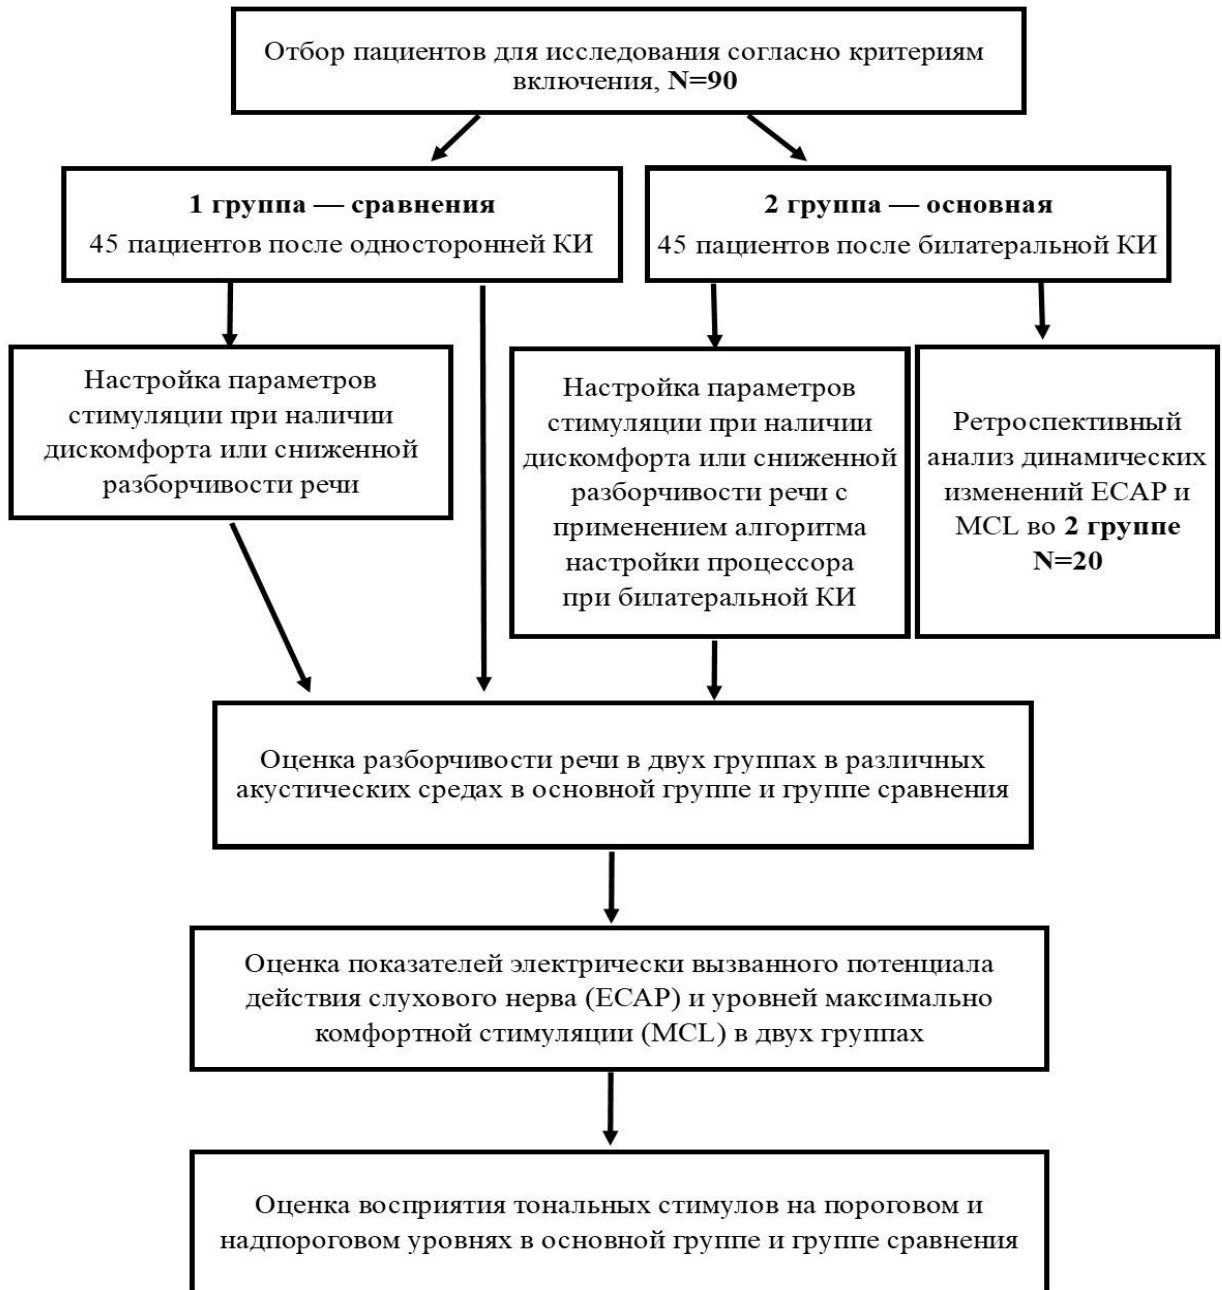 Отбор пациентов для исследования согласно критериям
включения, N=90
1 группа — сравнения
45 пациентов после односторонней КИ
2 группа — основная
45 пациентов после билатеральной КИ
Настройка параметров
стимуляции при наличии
дискомфорта или сниженной
разборчивости речи
Настройка параметров
стимуляции при наличии
дискомфорта или сниженной
разборчивости речи с
применением алгоритма
настройки процессора
при билатеральной КИ
Ретроспективный
анализ динамических
изменений ECAP и
MCL во 2 группе
N=20
Оценка разборчивости речи в двух группах в различных
акустических средах в основной группе и группе сравнения
Оценка показателей электрически вызванного потенциала
действия слухового нерва (ECAP) и уровней максимально
комфортной стимуляции (MCL) в двух группах
Оценка восприятия тональных стимулов на пороговом и
надпороговом уровнях в основной группе и группе сравнения